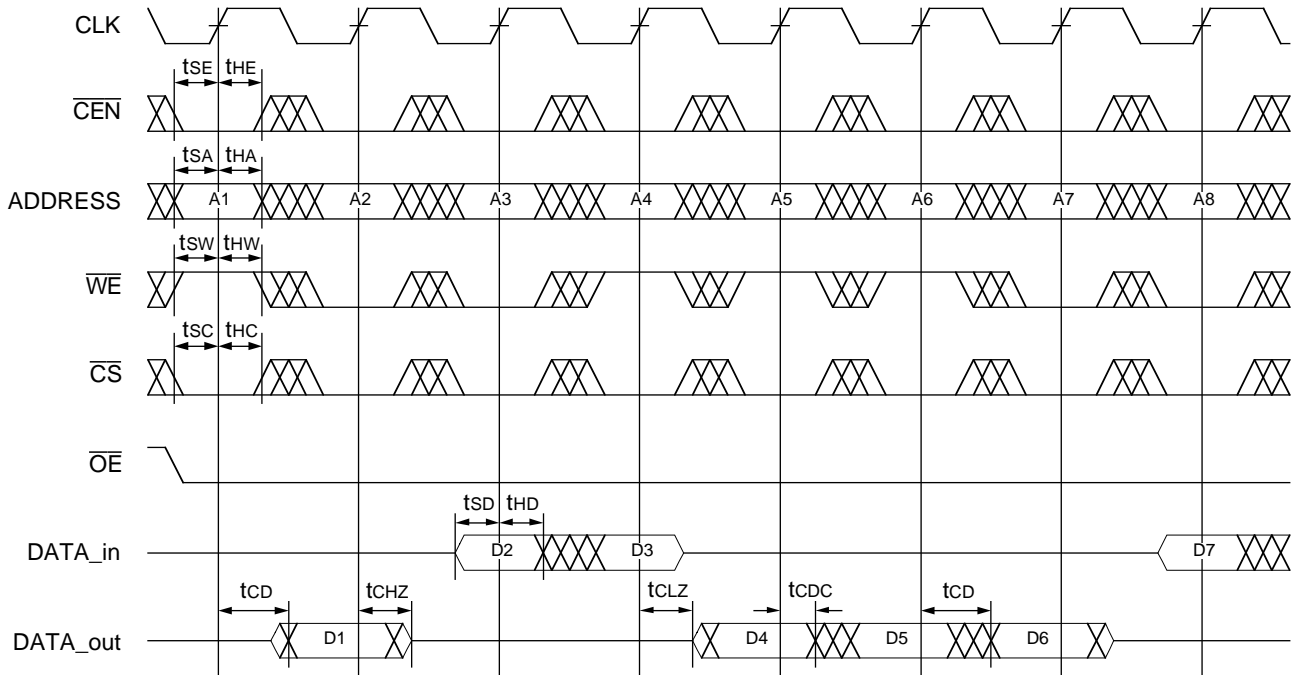 CLK
tSE tHE
CEN
tSA tHA
ADDRESS A1 A2 A3 A4 A5 A6 A7 A8
tSW tHW
WE
tSC tHC
CS
OE
tSD tHD
DATA_in D2 D3 D7
tCD tCHZ tCLZ tCDC tCD
DATA_out D1 D4 D5 D6